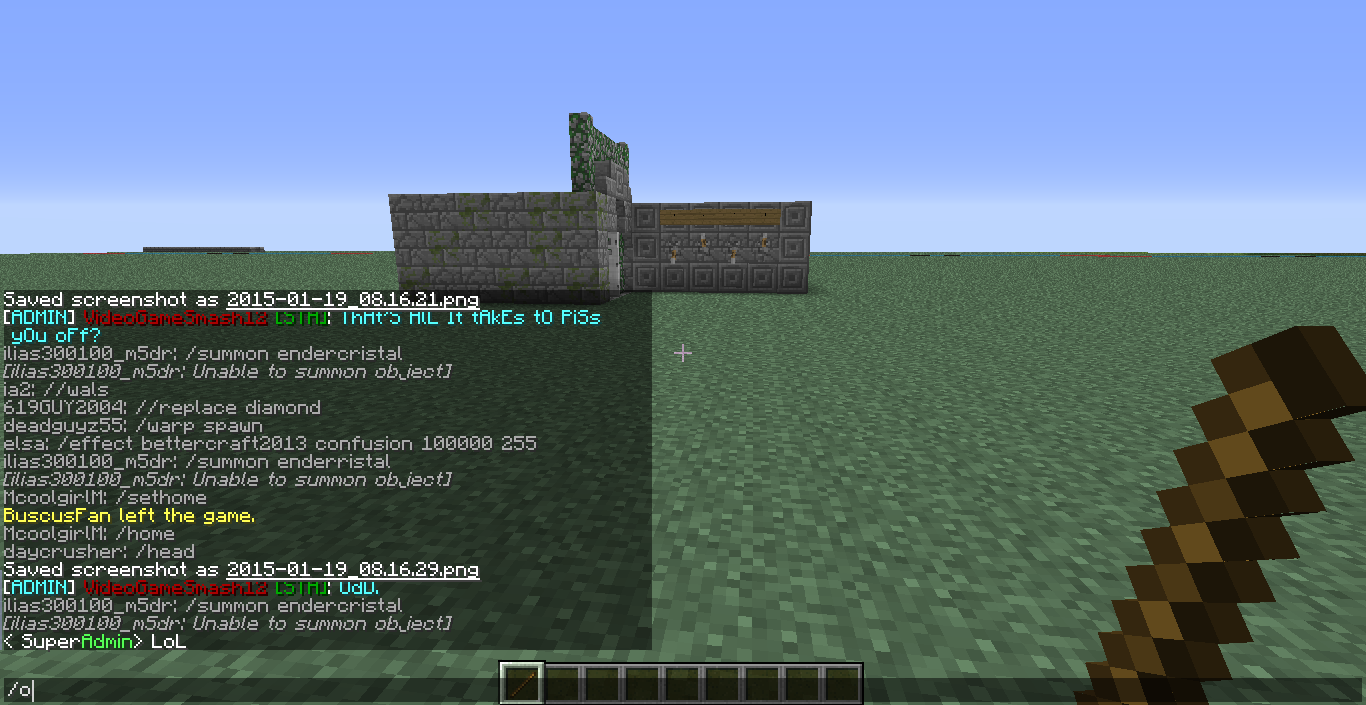 Saved screenshot as 2015-01-19_08.16.21.png
[ADMIN] VideoGameSmash12 [STA]: ThAt'S AlL It tAkEs tO PiSs
yOu oFf?
ilias300100_m5dr: /summon endercristal
[ilias300100_m5dr: Unable to summon object]
ia2: //wals
619GUY2004: //replace diamond
deadguyz55: /warp spawn
elsa: /effect bettercraft2013 confusion 100000 255
ilias300100_m5dr: /summon enderristal
[ilias300100_m5dr: Unable to summon object]
McoolgirlM: /sethome
BuscusFan left the game.
McoolgirlM: /home
daycrusher: /head
Saved screenshot as 2015-01-19_08.16.29.png
[ADMIN] VideoGameSmash12 [STA]: UdD.
ilias300100_m5dr: /summon endercristal
[ilias300100_m5dr: Unable to summon object]
< SuperAdmin> LoL
/o